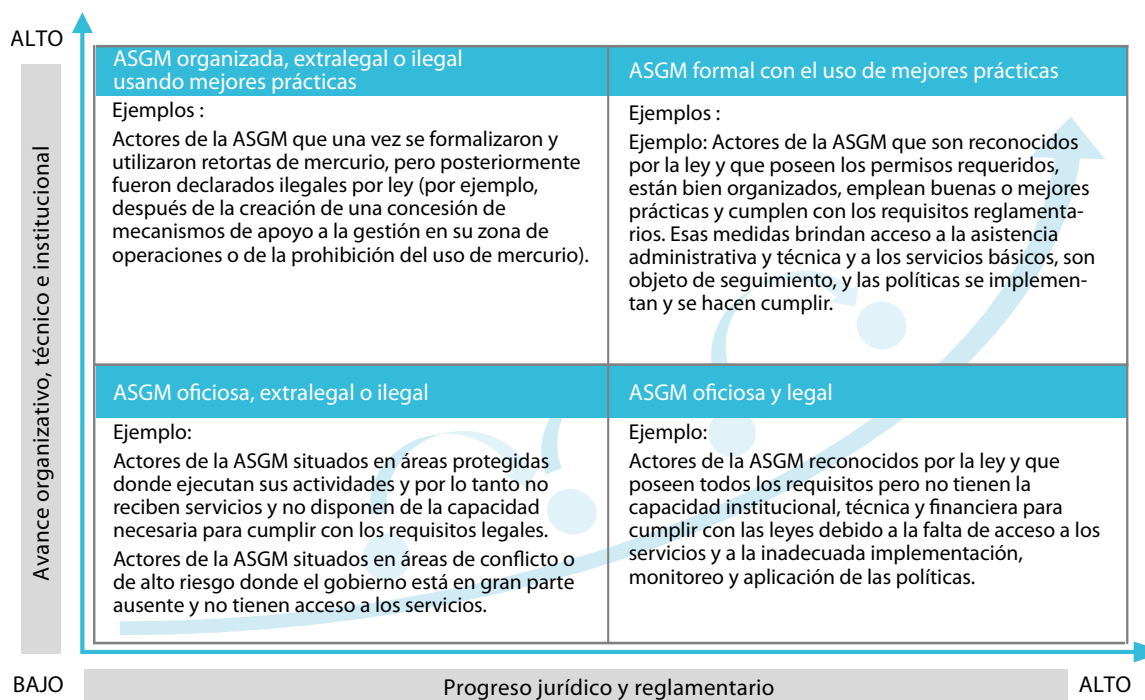 ALTO
Avance organizativo, técnico e institucional
ASGM organizada, extralegal o ilegal
usando mejores prácticas
Ejemplos :
Actores de la ASGM que una vez se formalizaron y
utilizaron retortas de mercurio, pero posteriormente
fueron declarados ilegales por ley (por ejemplo,
después de la creación de una concesión de
mecanismos de apoyo a la gestión en su zona de
operaciones o de la prohibición del uso de mercurio).
ASGM formal con el uso de mejores prácticas
Ejemplos :
Ejemplo: Actores de la ASGM que son reconocidos
por la ley y que poseen los permisos requeridos,
están bien organizados, emplean buenas o mejores
prácticas y cumplen con los requisitos reglamenta-
rios. Esas medidas brindan acceso a la asistencia
administrativa y técnica y a los servicios básicos, son
objeto de seguimiento, y las políticas se implemen-
tan y se hacen cumplir.
ASGM oficiosa, extralegal o ilegal
Ejemplo:
Actores de la ASGM situados en áreas protegidas
donde ejecutan sus actividades y por lo tanto no
reciben servicios y no disponen de la capacidad
necesaria para cumplir con los requisitos legales.
Actores de la ASGM situados en áreas de conflicto o
de alto riesgo donde el gobierno está en gran parte
ausente y no tienen acceso a los servicios.
ASGM oficiosa y legal
Ejemplo:
Actores de la ASGM reconocidos por la ley y que
poseen todos los requisitos pero no tienen la
capacidad institucional, técnica y financiera para
cumplir con las leyes debido a la falta de acceso a los
servicios y a la inadecuada implementación,
monitoreo y aplicación de las políticas.
BAJO
Progreso jurídico y reglamentario
ALTO